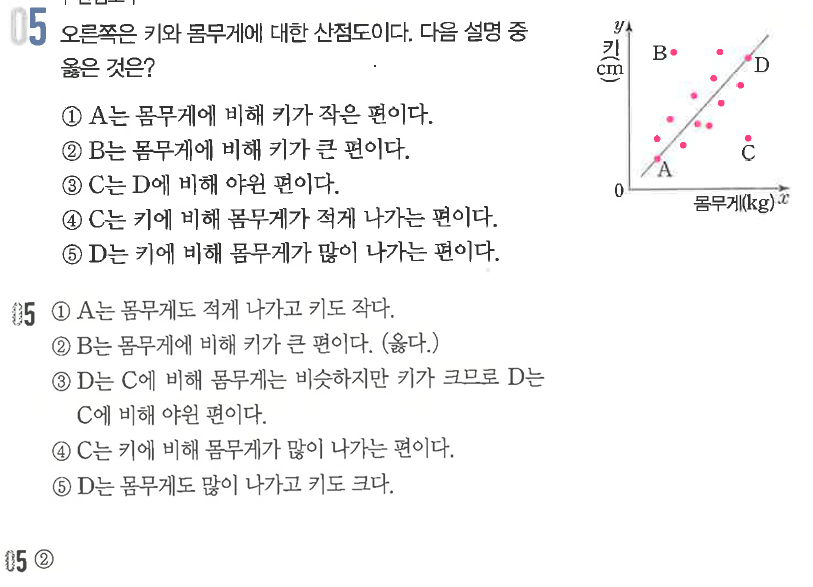 05 오른쪽은 키와 몸무게에 대한 산점도이다. 다음 설명 중
옳은 것은?
① A는 몸무게에 비해 키가 작은 편이다.
② B는 몸무게에 비해 키가 큰 편이다.
③ C는 D에 비해 야윈 편이다.
④ C는 키에 비해 몸무게가 적게 나가는 편이다.
⑤ D는 키에 비해 몸무게가 많이 나가는 편이다.
y
키
(cm)
B
D
C
A
0
몸무게(kg) x
05 ① A는 몸무게도 적게 나가고 키도 작다.
② B는 몸무게에 비해 키가 큰 편이다. (옳다.)
③ D는 C에 비해 몸무게는 비슷하지만 키가 크므로 D는
C에 비해 야윈 편이다.
④ C는 키에 비해 몸무게가 많이 나가는 편이다.
⑤ D는 몸무게도 많이 나가고 키도 크다.
05 ②